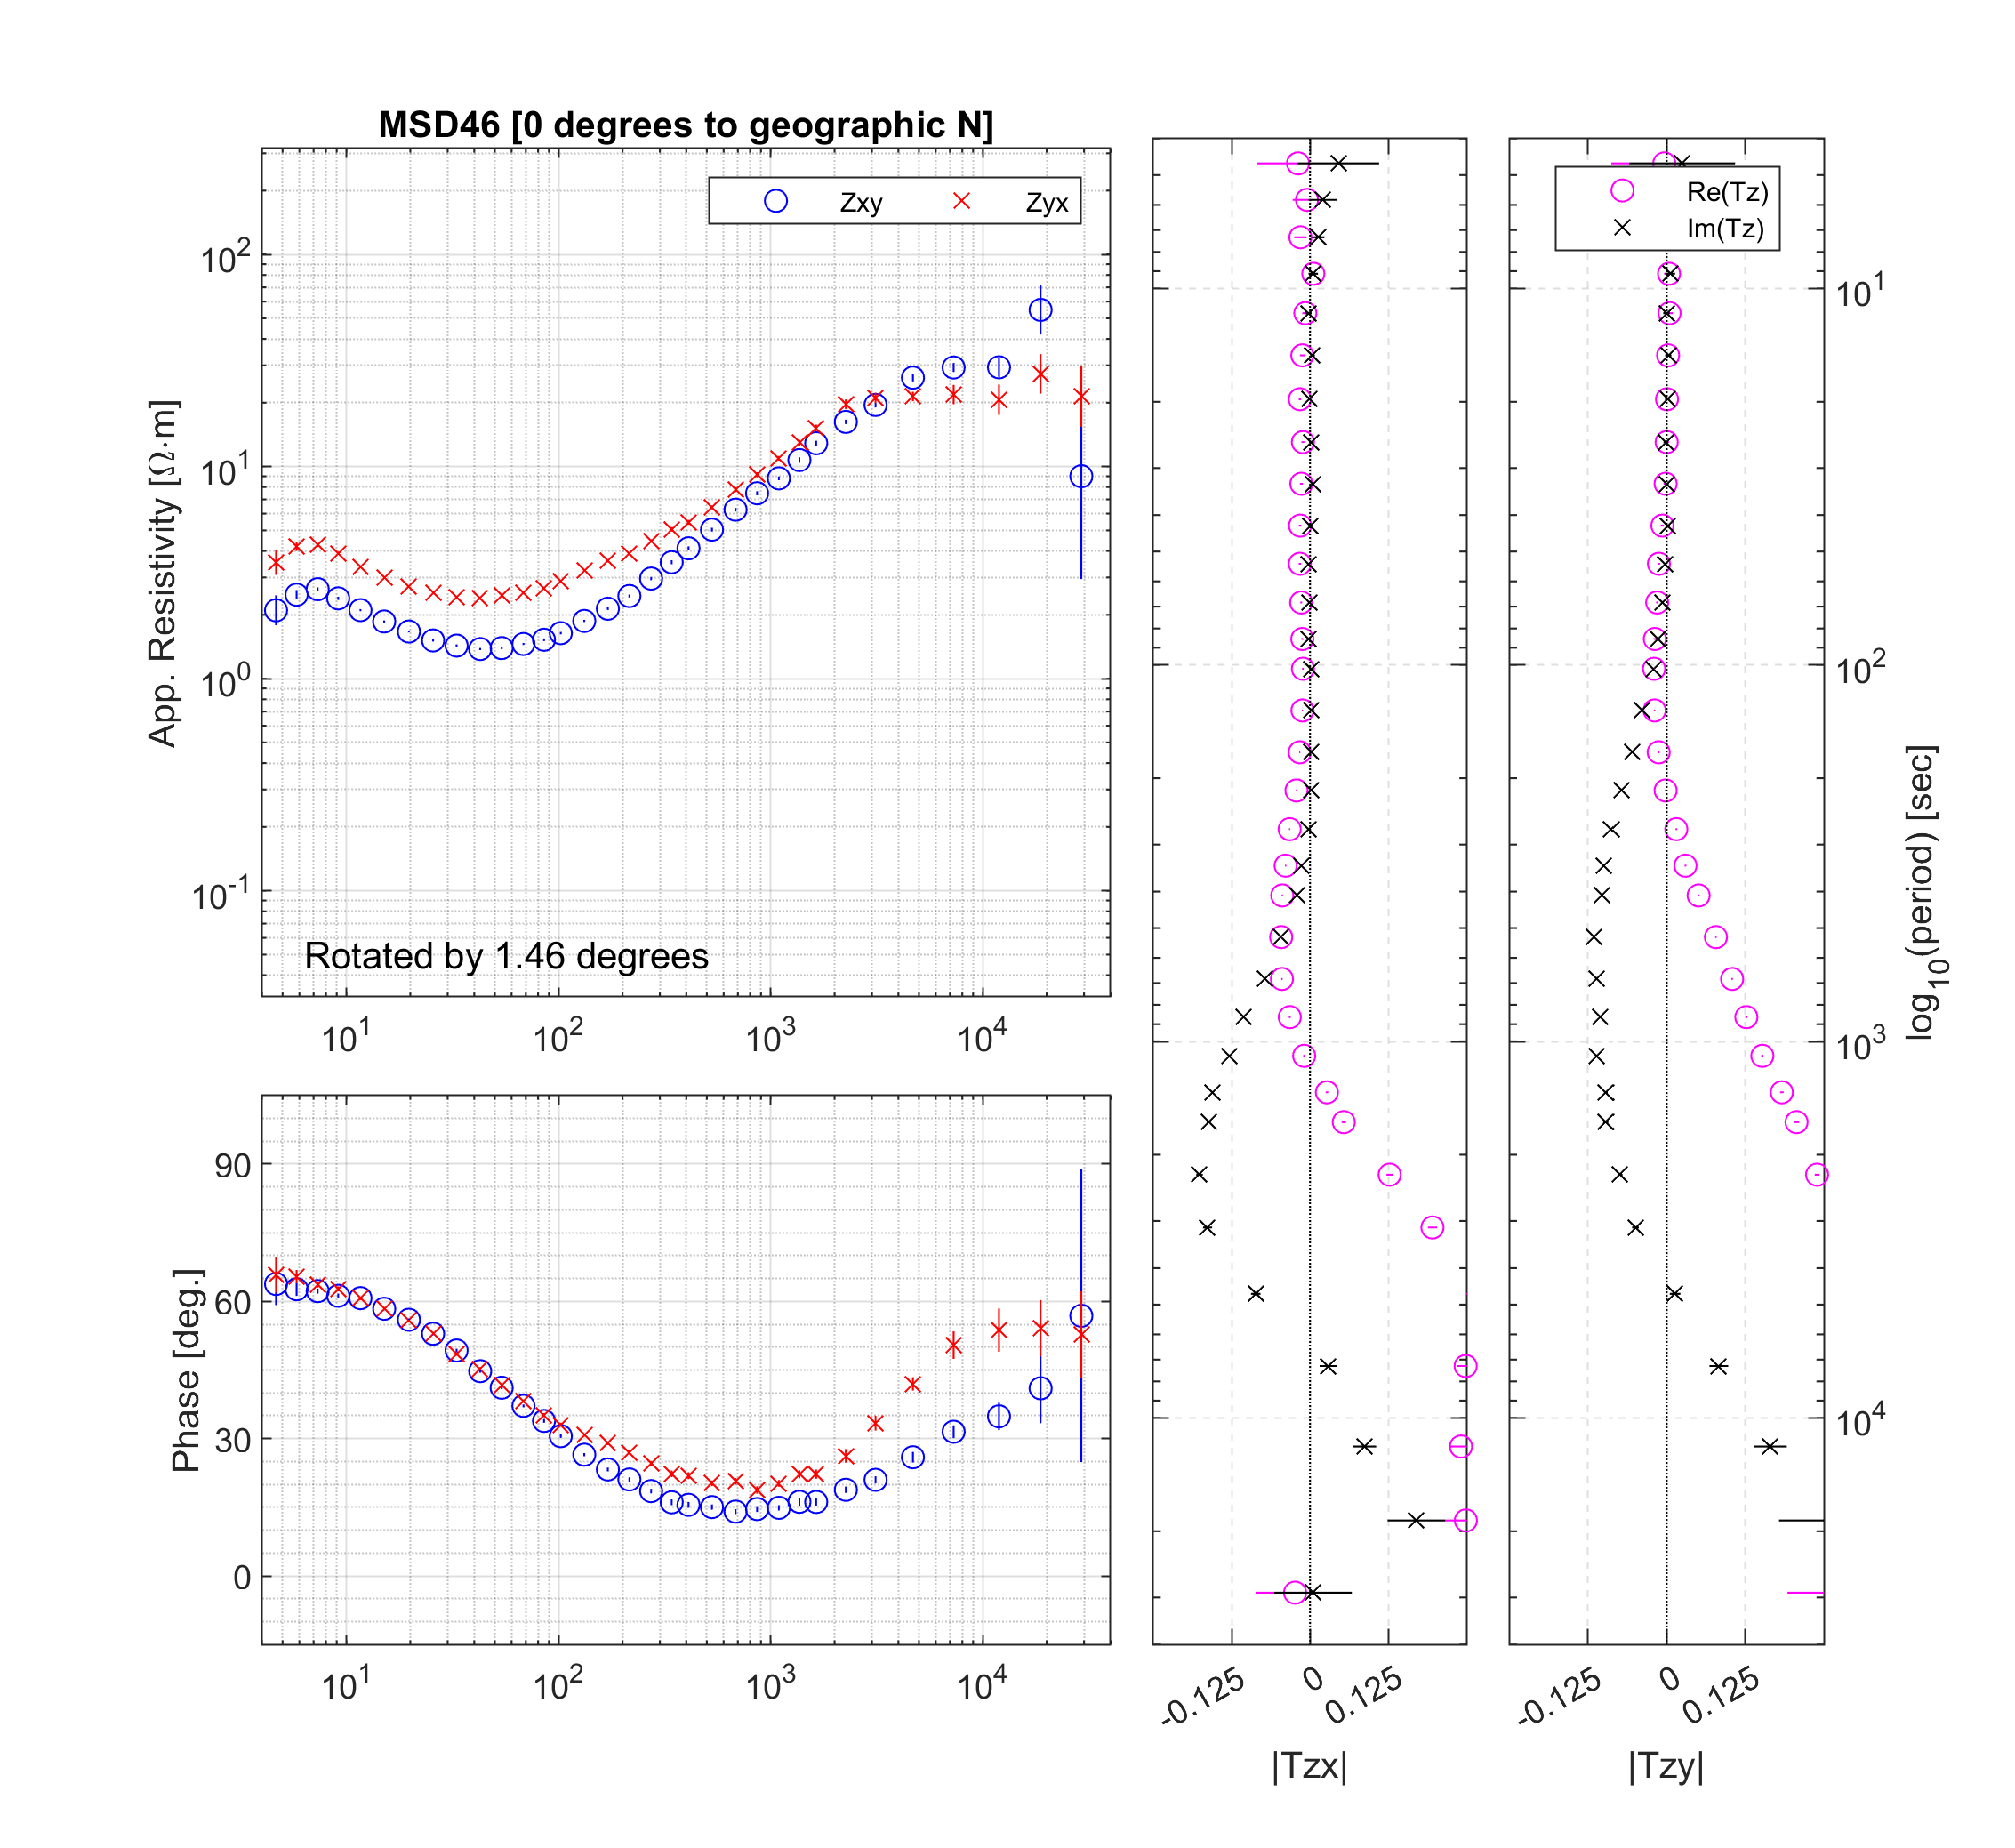 MSD46 [0 degrees to geographic N]
Zxy Zyx
10^2
10^1
10^0
10^-1
App. Resistivity [Ω·m]
Rotated by 1.46 degrees
10^1 10^2 10^3 10^4
90
60
30
0
Phase [deg.]
10^1 10^2 10^3 10^4
-0.125 0 0.125
|Tzx|
Re(Tz)
Im(Tz)
10^1
10^2
10^3
10^4
log10(period) [sec]
-0.125 0 0.125
|Tzy|